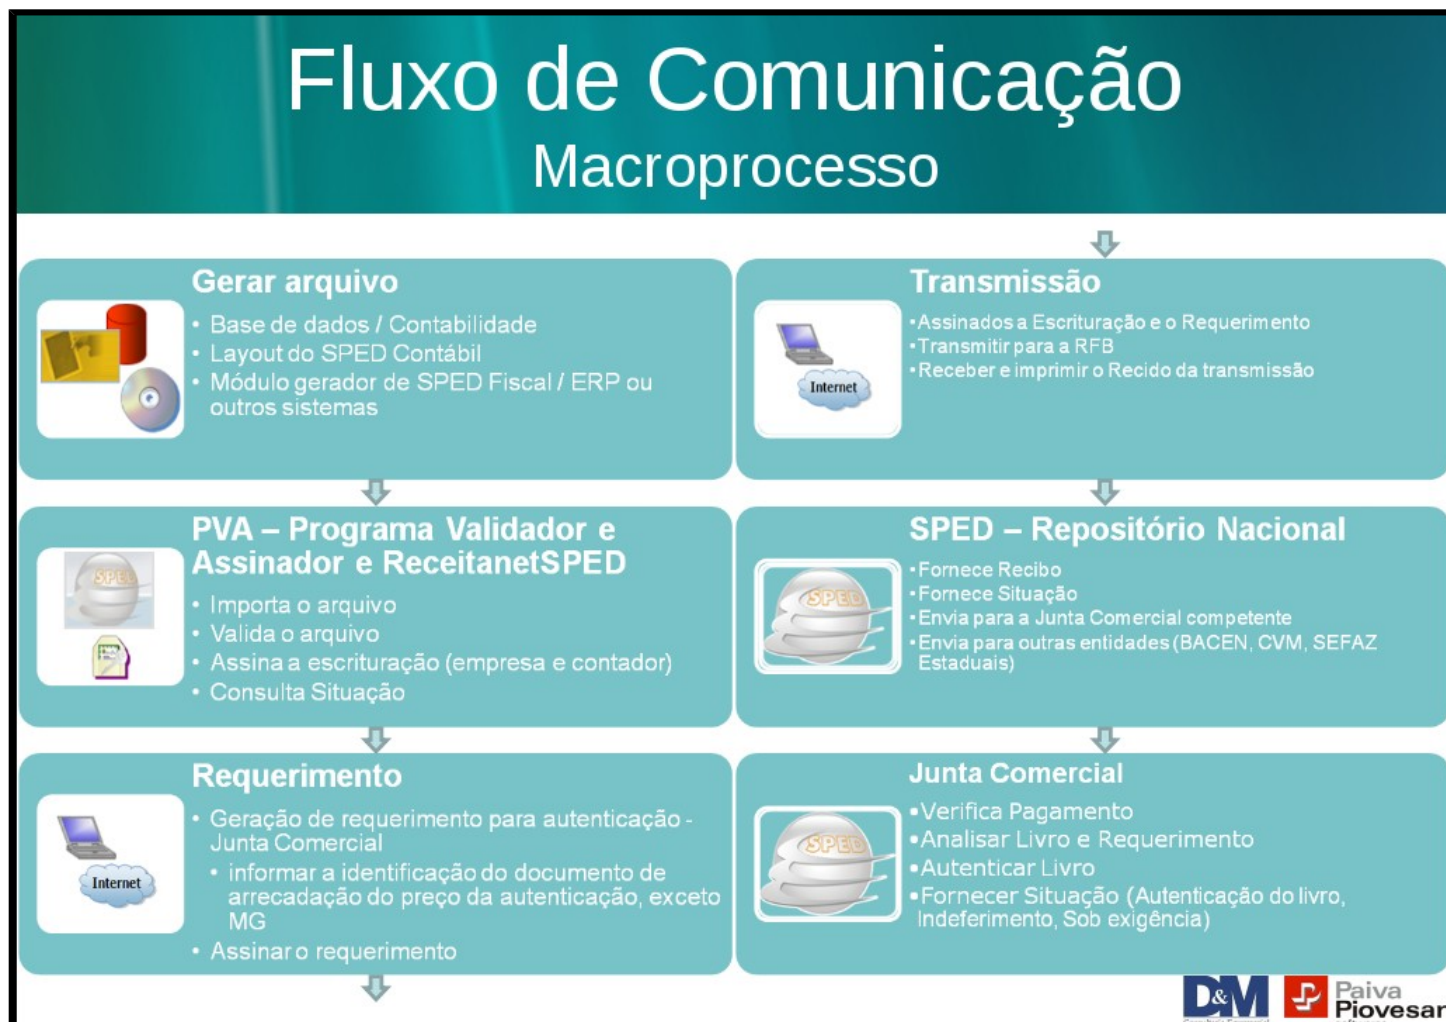 Fluxo de Comunicação
Macroprocesso
Gerar arquivo
• Base de dados / Contabilidade
• Layout do SPED Contábil
• Módulo gerador de SPED Fiscal / ERP ou
outros sistemas
PVA – Programa Validador e
Assinador e ReceitanetSPED
SPED
• Importa o arquivo
• Valida o arquivo
• Assina a escrituração (empresa e contador)
• Consulta Situação
Requerimento
• Geração de requerimento para autenticação -
Junta Comercial
Internet
• informar a identificação do documento de
arrecadação do preço da autenticação, exceto
MG
• Assinar o requerimento
Transmissão
•Assinados a Escrituração e o Requerimento
•Transmitir para a RFB
•Receber e imprimir o Recido da transmissão
Internet
SPED – Repositório Nacional
SPED
•Fornece Recibo
•Fornece Situação
•Envia para a Junta Comercial competente
•Envia para outras entidades (BACEN, CVM, SEFAZ
Estaduais)
Junta Comercial
SPED
•Verifica Pagamento
•Analisar Livro e Requerimento
•Autenticar Livro
•Fornecer Situação (Autenticação do livro,
Indeferimento, Sob exigência)
D&M
Paiva
Piovesan